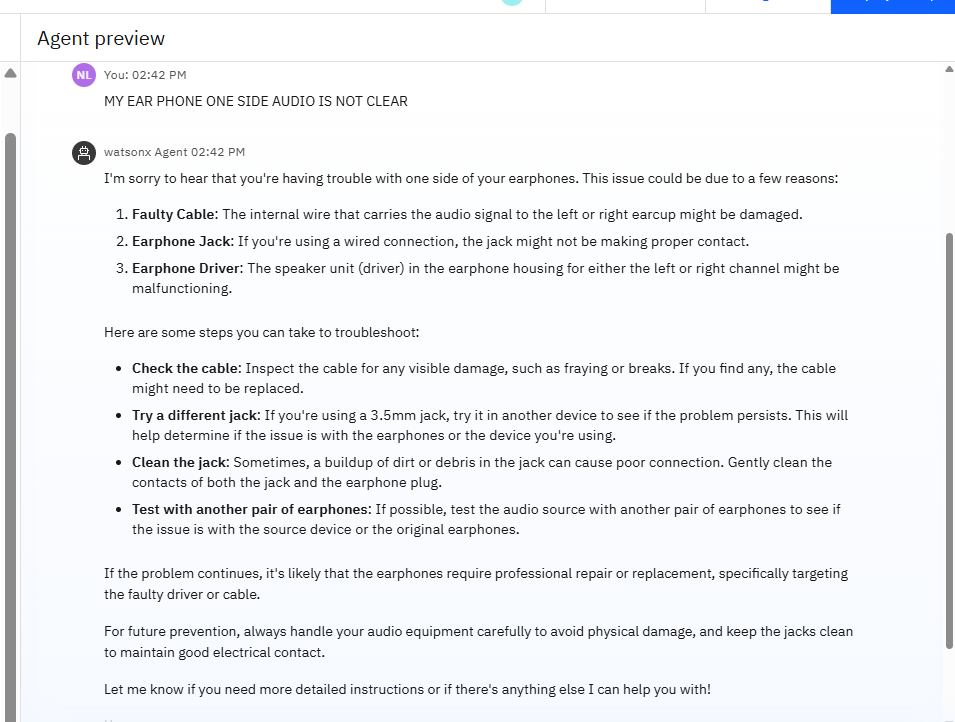 Agent preview
NL You: 02:42 PM
MY EAR PHONE ONE SIDE AUDIO IS NOT CLEAR
watsonx Agent 02:42 PM
I'm sorry to hear that you're having trouble with one side of your earphones. This issue could be due to a few reasons:
1. Faulty Cable: The internal wire that carries the audio signal to the left or right earcup might be damaged.
2. Earphone Jack: If you're using a wired connection, the jack might not be making proper contact.
3. Earphone Driver: The speaker unit (driver) in the earphone housing for either the left or right channel might be
malfunctioning.
Here are some steps you can take to troubleshoot:
• Check the cable: Inspect the cable for any visible damage, such as fraying or breaks. If you find any, the cable
might need to be replaced.
• Try a different jack: If you're using a 3.5mm jack, try it in another device to see if the problem persists. This will
help determine if the issue is with the earphones or the device you're using.
• Clean the jack: Sometimes, a buildup of dirt or debris in the jack can cause poor connection. Gently clean the
contacts of both the jack and the earphone plug.
• Test with another pair of earphones: If possible, test the audio source with another pair of earphones to see if
the issue is with the source device or the original earphones.
If the problem continues, it's likely that the earphones require professional repair or replacement, specifically targeting
the faulty driver or cable.
For future prevention, always handle your audio equipment carefully to avoid physical damage, and keep the jacks clean
to maintain good electrical contact.
Let me know if you need more detailed instructions or if there's anything else I can help you with!